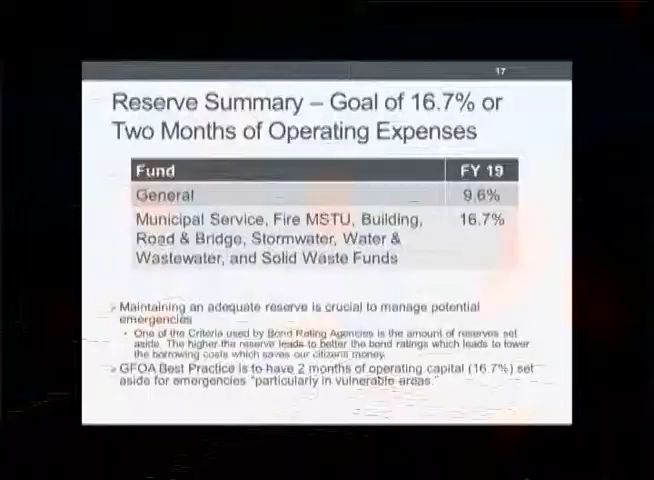 17
Reserve Summary – Goal of 16.7% or
Two Months of Operating Expenses
Fund FY 19
General 9.6%
Municipal Service, Fire MSTU, Building, 16.7%
Road & Bridge, Stormwater, Water &
Wastewater, and Solid Waste Funds
Maintaining an adequate reserve is crucial to manage potential
emergencies
One of the Criteria used by Bond Rating Agencies is the amount of reserves set
aside. The higher the reserve leads to better the bond ratings which leads to lower
the borrowing costs which saves our citizens money.
GFOA Best Practice is to have 2 months of operating capital (16.7%) set
aside for emergencies "particularly in vulnerable areas."